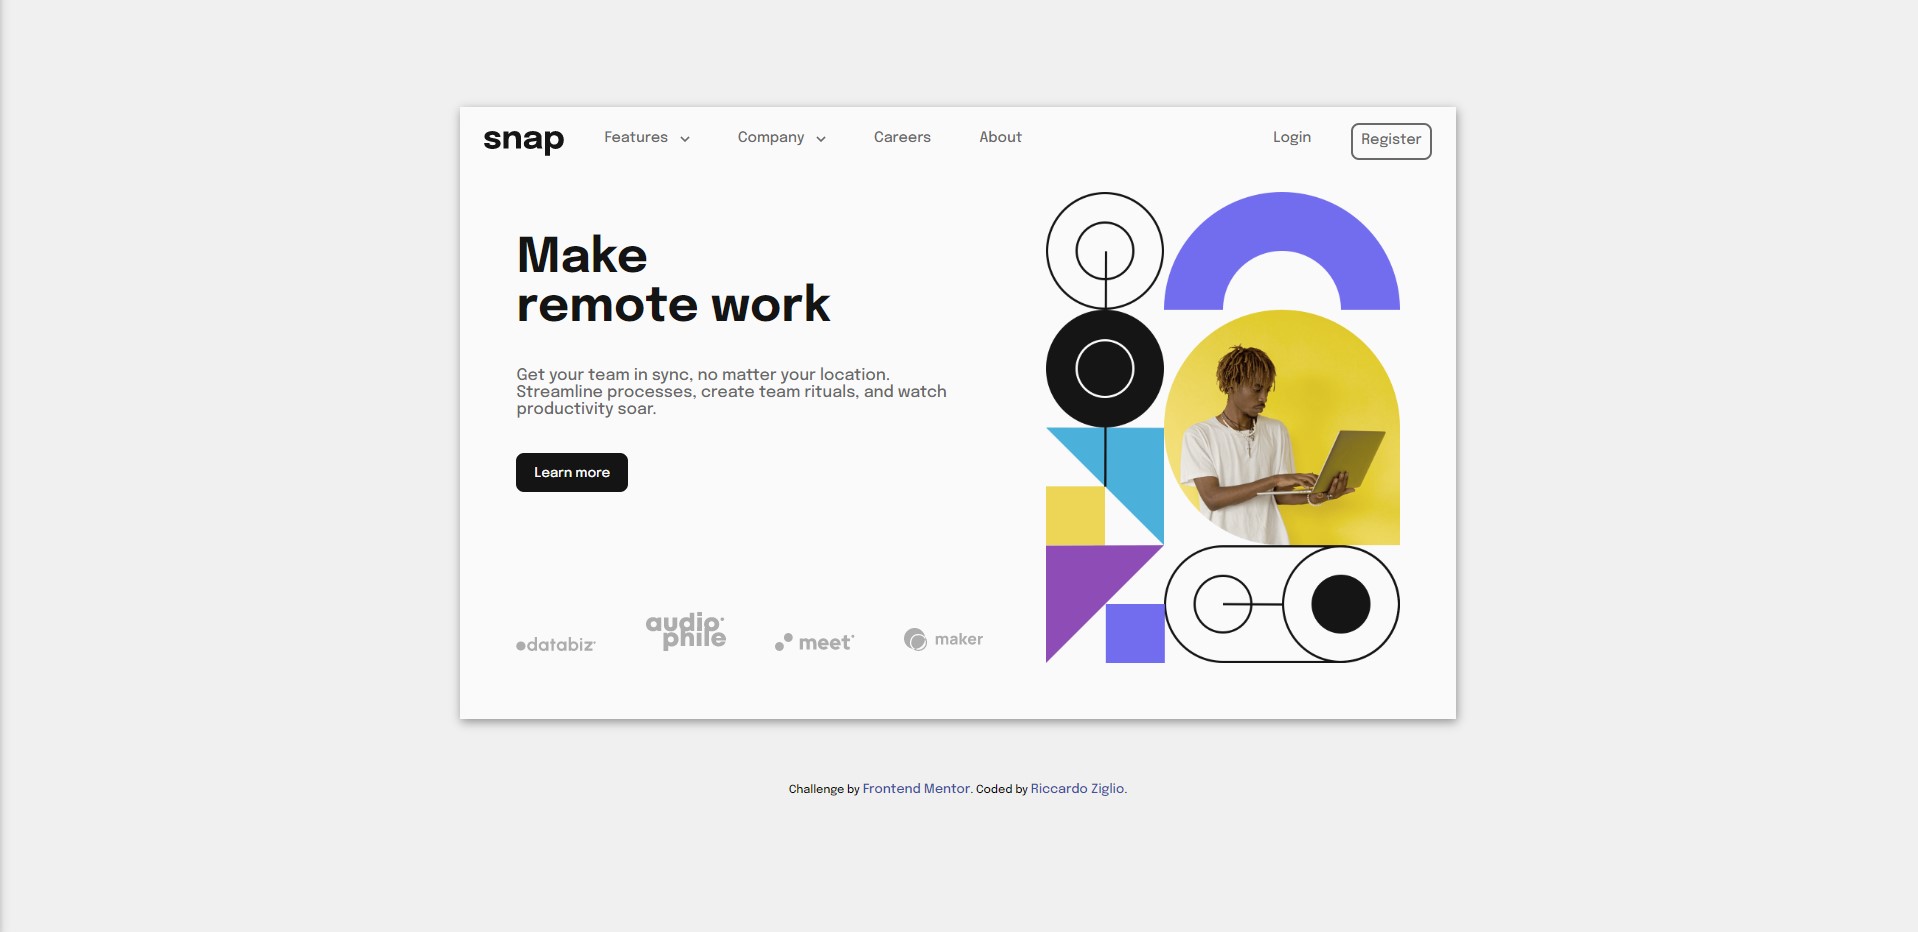 snap Features Company Careers About Login Register
Make
remote work
Get your team in sync, no matter your location.
Streamline processes, create team rituals, and watch
productivity soar.
Learn more
databiz audiophile meet maker
Challenge by Frontend Mentor. Coded by Riccardo Ziglio.